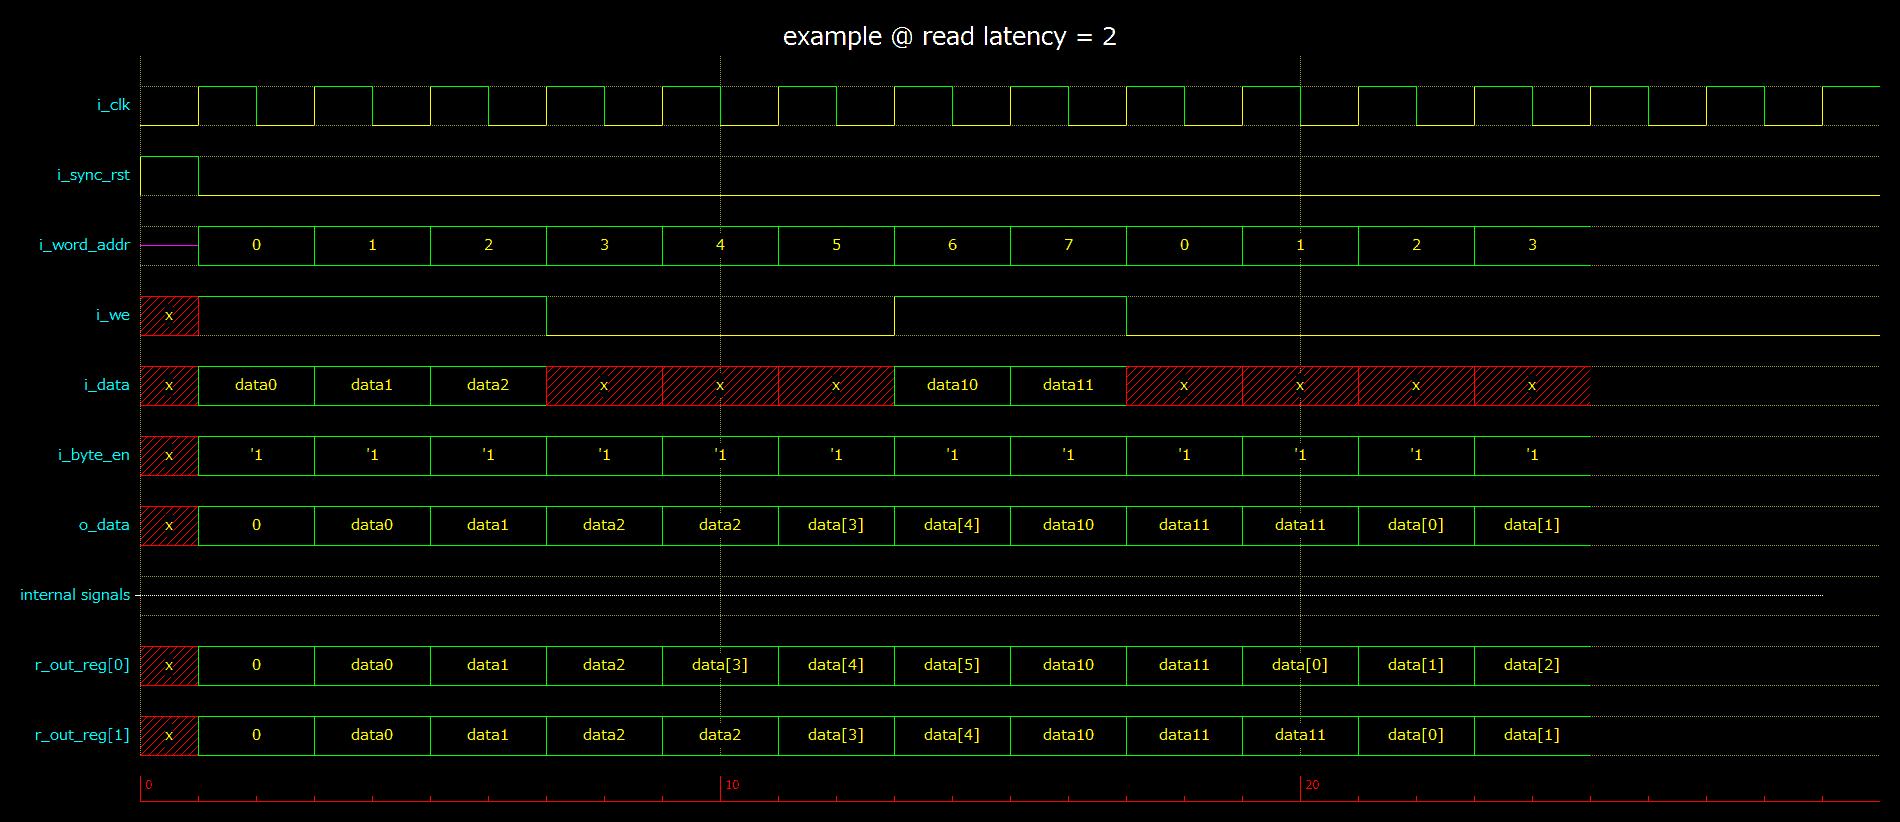 example @ read latency = 2
i_clk
i_sync_rst
i_word_addr 0 1 2 3 4 5 6 7 0 1 2 3
i_we x
i_data x data0 data1 data2 x x x data10 data11 x x x x
i_byte_en x '1 '1 '1 '1 '1 '1 '1 '1 '1 '1 '1 '1
o_data x 0 data0 data1 data2 data2 data[3] data[4] data10 data11 data11 data[0] data[1]
internal signals
r_out_reg[0] x 0 data0 data1 data2 data[3] data[4] data[5] data10 data11 data[0] data[1] data[2]
r_out_reg[1] x 0 data0 data1 data2 data2 data[3] data[4] data10 data11 data11 data[0] data[1]
0 10 20